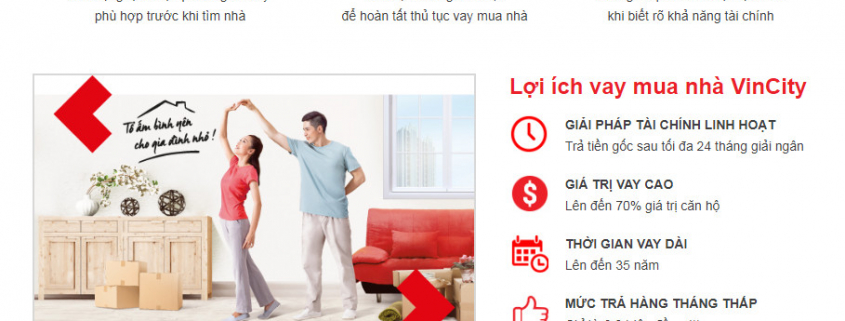 phù hợp trước khi tìm nhà
để hoàn tất thủ tục vay mua nhà
khi biết rõ khả năng tài chính
Tổ ấm bình yên
cho gia đình nhỏ!
Lợi ích vay mua nhà VinCity
GIẢI PHÁP TÀI CHÍNH LINH HOẠT
Trả tiền gốc sau tối đa 24 tháng giải ngân
GIÁ TRỊ VAY CAO
Lên đến 70% giá trị căn hộ
THỜI GIAN VAY DÀI
Lên đến 35 năm
MỨC TRẢ HÀNG THÁNG THẤP